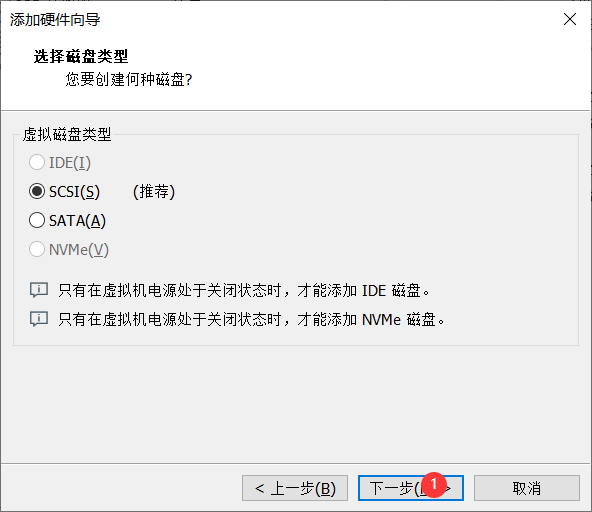 添加硬件向导
选择磁盘类型
您要创建何种磁盘?
虚拟磁盘类型
IDE(I)
SCSI(S) (推荐)
SATA(A)
NVMe(V)
只有在虚拟机电源处于关闭状态时，才能添加 IDE 磁盘。
只有在虚拟机电源处于关闭状态时，才能添加 NVMe 磁盘。
< 上一步(B) 下一步( 1 > 取消